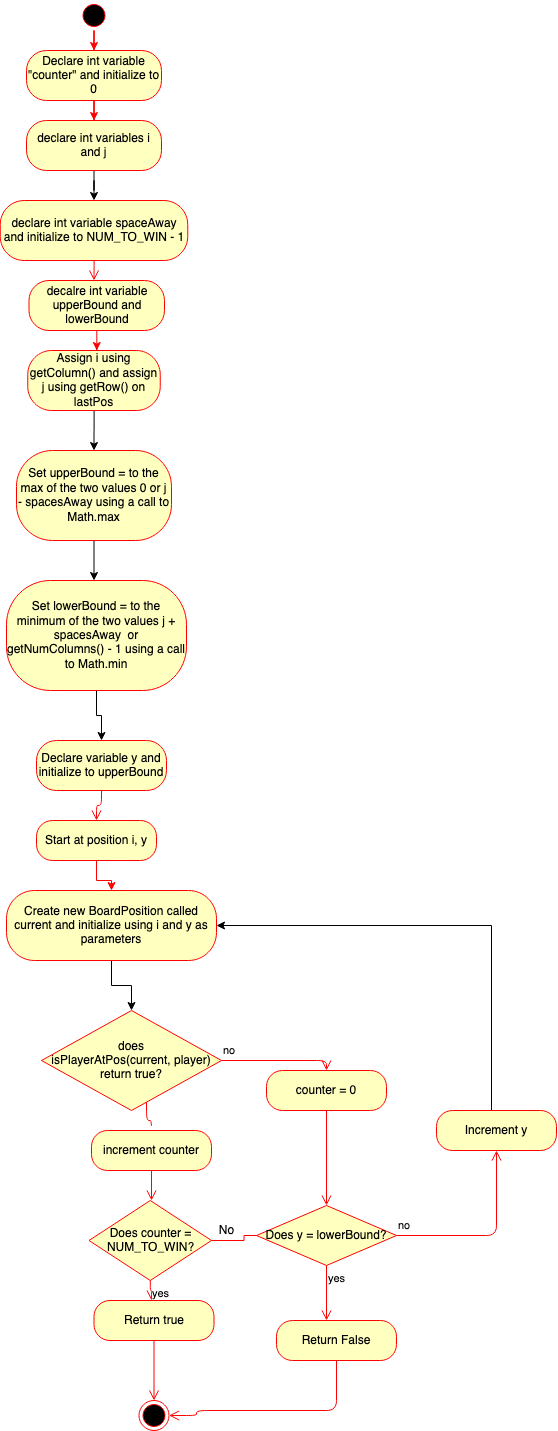 Declare int variable
"counter" and initialize to
0
declare int variables i
and j
declare int variable spaceAway
and initialize to NUM_TO_WIN - 1
decalre int variable
upperBound and
lowerBound
Assign i using
getColumn() and assign
j using getRow() on
lastPos
Set upperBound = to the
max of the two values 0 or j
- spacesAway using a call to
Math.max
Set lowerBound = to the
minimum of the two values j +
spacesAway or
getNumColumns() - 1 using a call
to Math.min
Declare variable y and
initialize to upperBound
Start at position i, y
Create new BoardPosition called
current and initialize using i and y as
parameters
does
isPlayerAtPos(current, player)
return true?
no
counter = 0
increment counter
Increment y
Does counter =
NUM_TO_WIN?
No
Does y = lowerBound?
no
yes
yes
Return true
Return False